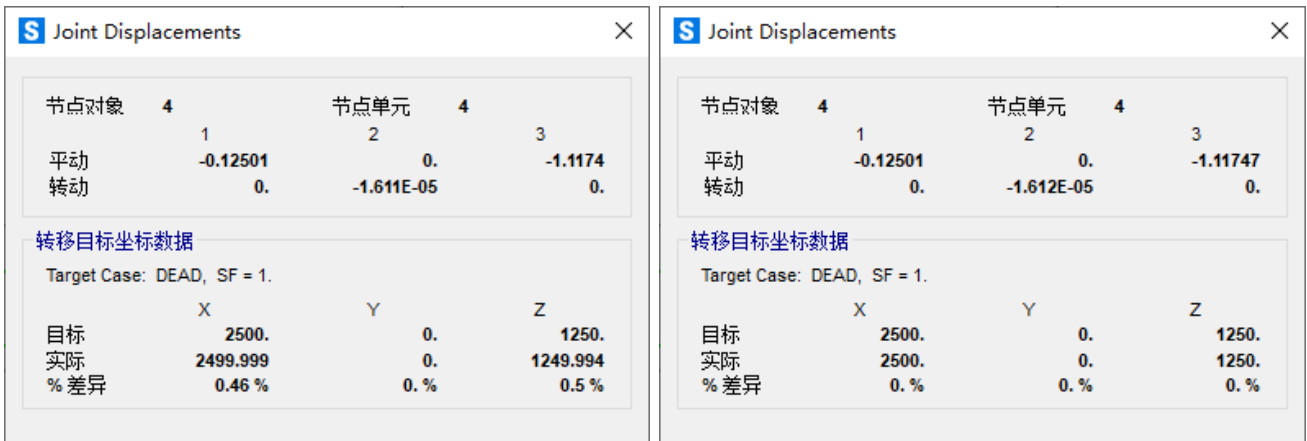 S Joint Displacements
节点对象 4 节点单元 4
1 2 3
平动 -0.12501 0. -1.1174
转动 0. -1.611E-05 0.
转移目标坐标数据
Target Case: DEAD, SF = 1.
X Y Z
目标 2500. 0. 1250.
实际 2499.999 0. 1249.994
% 差异 0.46 % 0. % 0.5 %
S Joint Displacements
节点对象 4 节点单元 4
1 2 3
平动 -0.12501 0. -1.11747
转动 0. -1.612E-05 0.
转移目标坐标数据
Target Case: DEAD, SF = 1.
X Y Z
目标 2500. 0. 1250.
实际 2500. 0. 1250.
% 差异 0. % 0. % 0. %